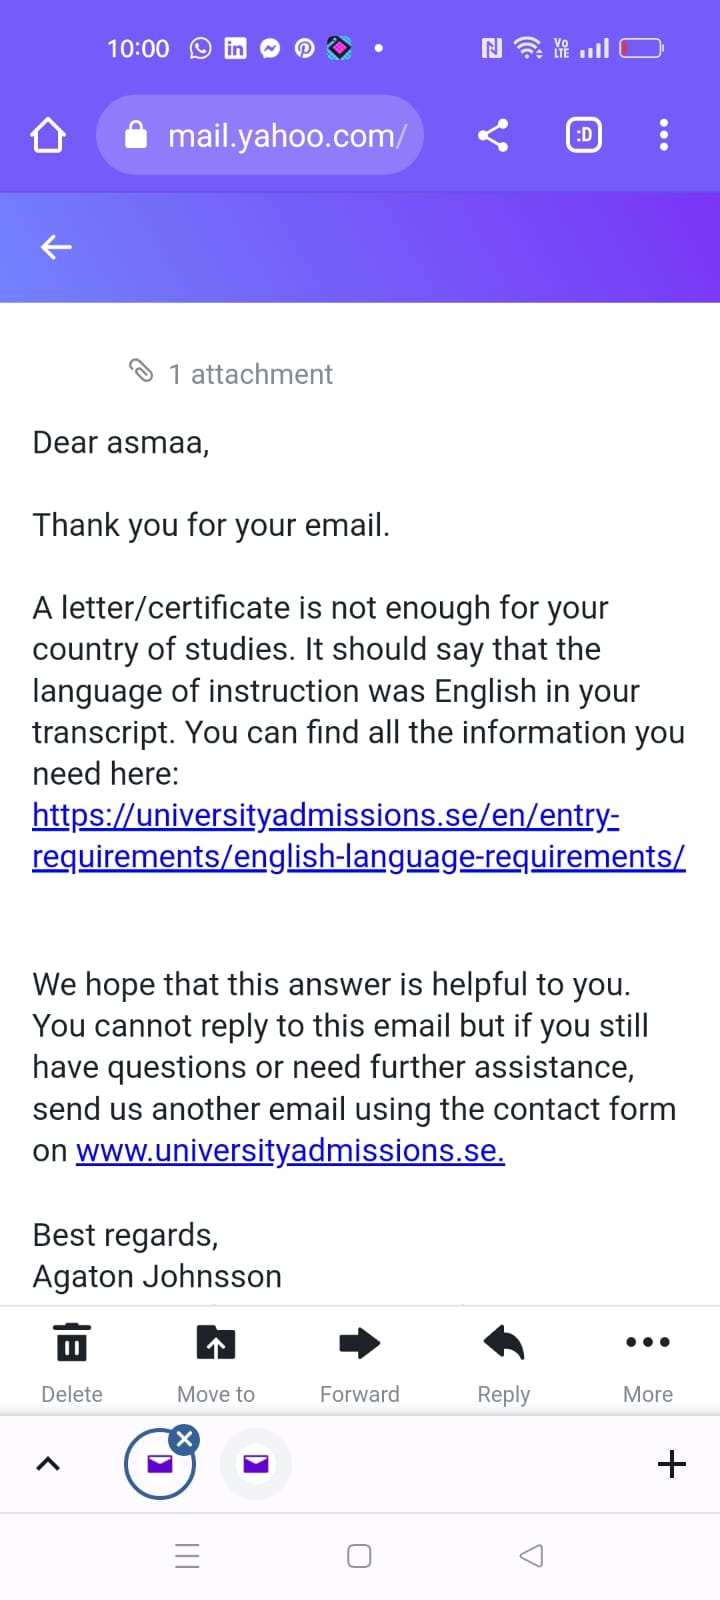 10:00
Vo
LTE
mail.yahoo.com/
:D
1 attachment
Dear asmaa,
Thank you for your email.
A letter/certificate is not enough for your
country of studies. It should say that the
language of instruction was English in your
transcript. You can find all the information you
need here:
https://universityadmissions.se/en/entry-
requirements/english-language-requirements/
We hope that this answer is helpful to you.
You cannot reply to this email but if you still
have questions or need further assistance,
send us another email using the contact form
on www.universityadmissions.se.
Best regards,
Agaton Johnsson
Delete
Move to
Forward
Reply
More